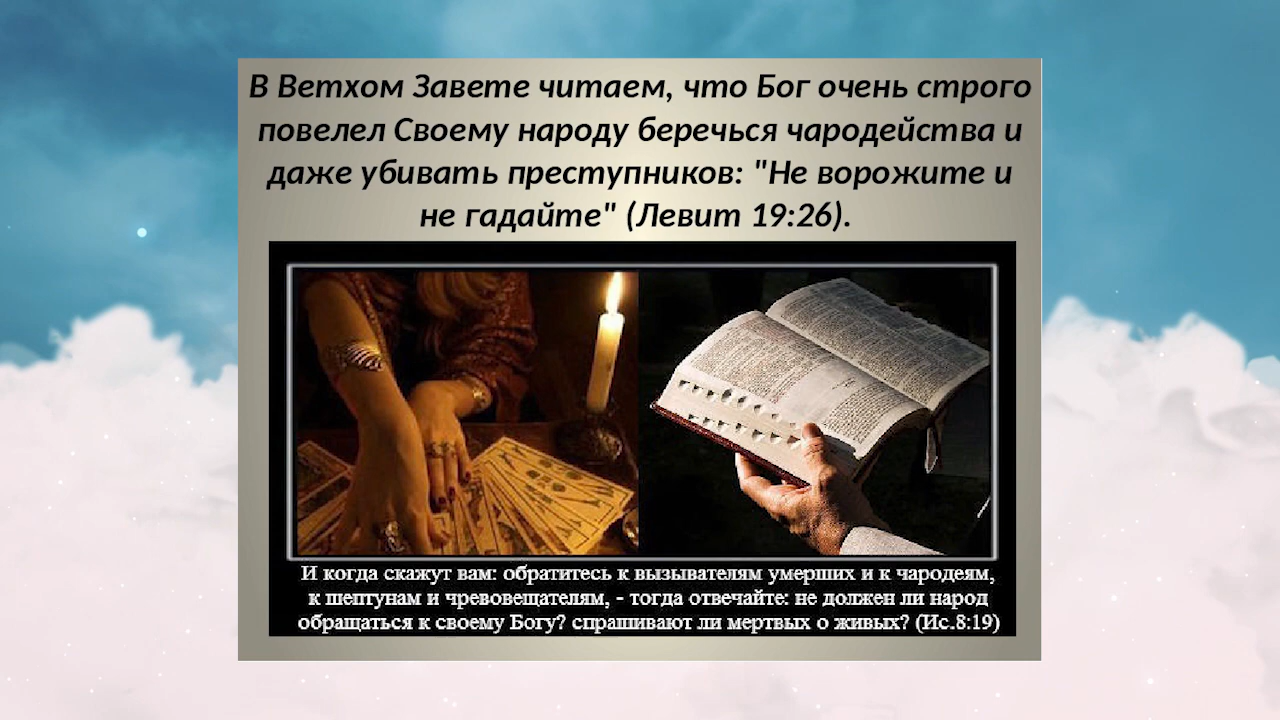 В Ветхом Завете читаем, что Бог очень строго
повелел Своему народу беречься чародейства и
даже убивать преступников: "Не ворожите и
не гадайте" (Левит 19:26).
И когда скажут вам: обратитесь к вызывателям умерших и к чародеям,
к шептунам и чревовещателям, - тогда отвечайте: не должен ли народ
обращаться к своему Богу? спрашивают ли мертвых о живых? (Ис.8:19)